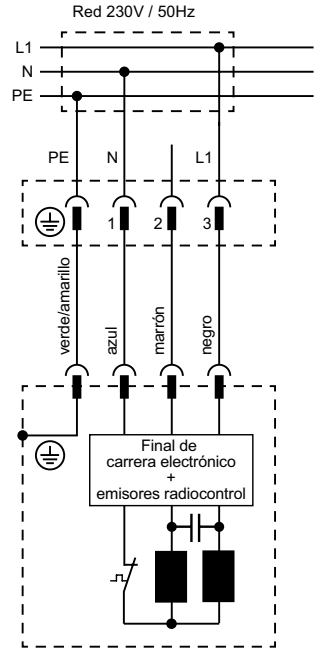 Red 230V / 50Hz
L1
N
PE
PE N L1
1 2 3
verde/amarillo
azul
marrón
negro
Final de
carrera electrónico
+
emisores radiocontrol